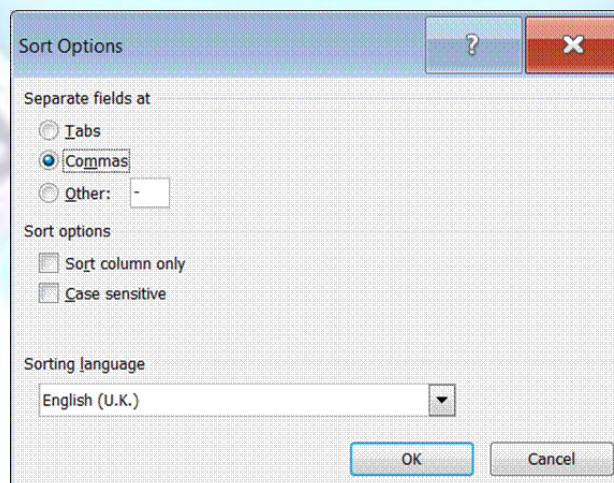 Sort Options
?
Separate fields at
Tabs
Commas
Other: -
Sort options
Sort column only
Case sensitive
Sorting language
English (U.K.)
OK Cancel